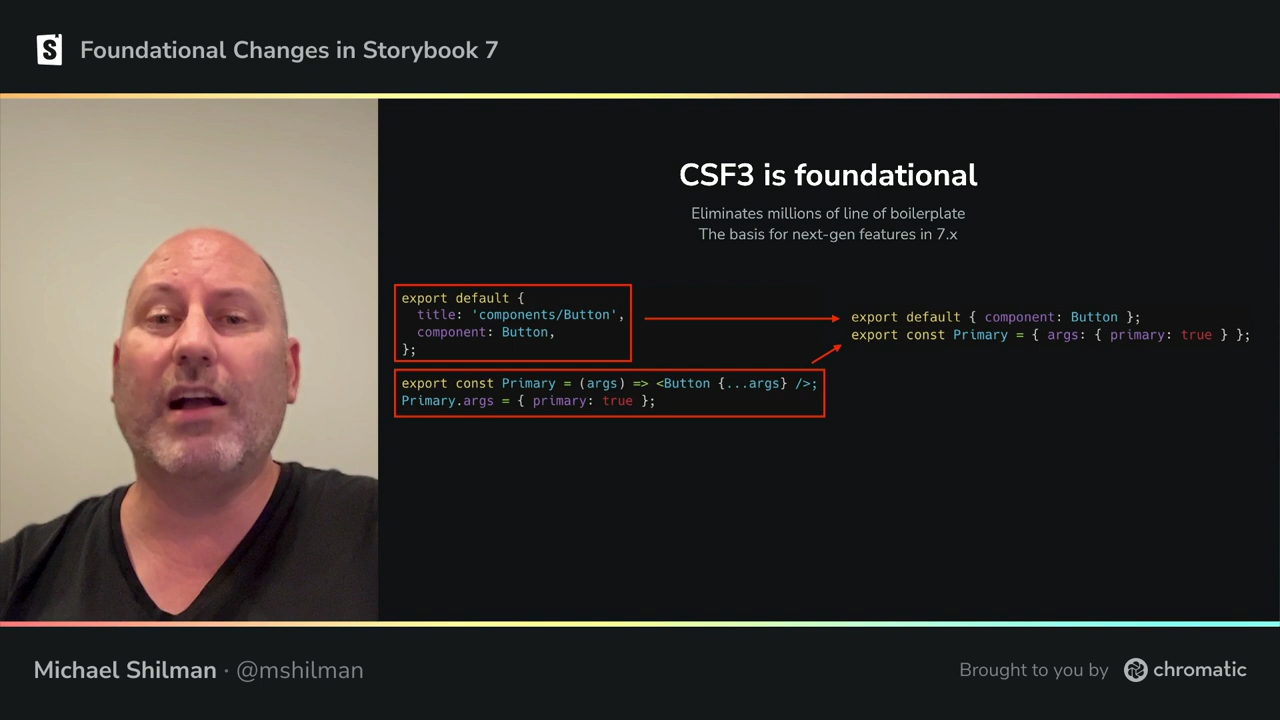 Foundational Changes in Storybook 7
CSF3 is foundational
Eliminates millions of line of boilerplate
The basis for next-gen features in 7.x
export default {
  title: 'components/Button',
  component: Button,
};
export const Primary = (args) => <Button {...args} />;
Primary.args = { primary: true };
export default { component: Button };
export const Primary = { args: { primary: true } };
Michael Shilman · @mshilman
Brought to you by chromatic